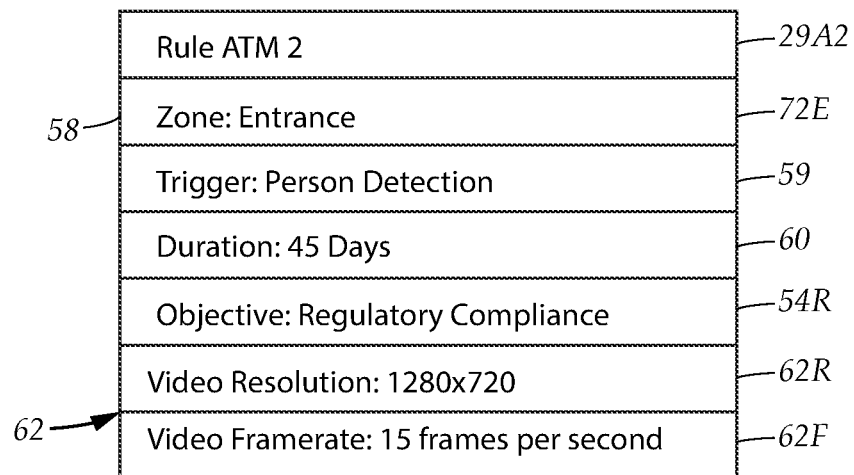 Rule ATM 2 29A2
58 Zone: Entrance 72E
Trigger: Person Detection 59
Duration: 45 Days 60
Objective: Regulatory Compliance 54R
Video Resolution: 1280x720 62R
62 Video Framerate: 15 frames per second 62F